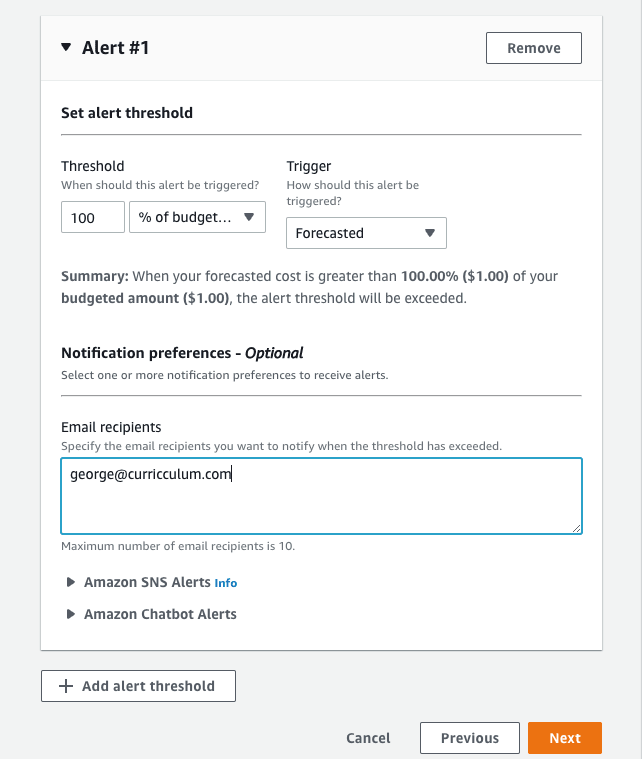 Alert #1
Remove
Set alert threshold
Threshold
When should this alert be triggered?
100
% of budget...
Trigger
How should this alert be
triggered?
Forecasted
Summary: When your forecasted cost is greater than 100.00% ($1.00) of your
budgeted amount ($1.00), the alert threshold will be exceeded.
Notification preferences - Optional
Select one or more notification preferences to receive alerts.
Email recipients
Specify the email recipients you want to notify when the threshold has exceeded.
george@curricculum.com
Maximum number of email recipients is 10.
Amazon SNS Alerts Info
Amazon Chatbot Alerts
Add alert threshold
Cancel
Previous
Next